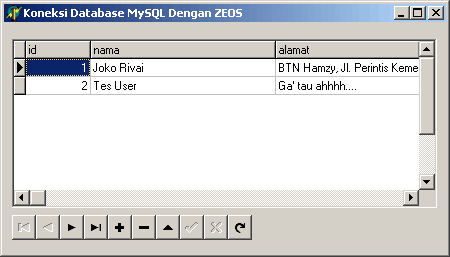 Koneksi Database MySQL Dengan ZEOS
id nama alamat
1 Joko Rivai BTN Hamzy, Jl. Perintis Keme
2 Tes User Ga' tau ahhhh....